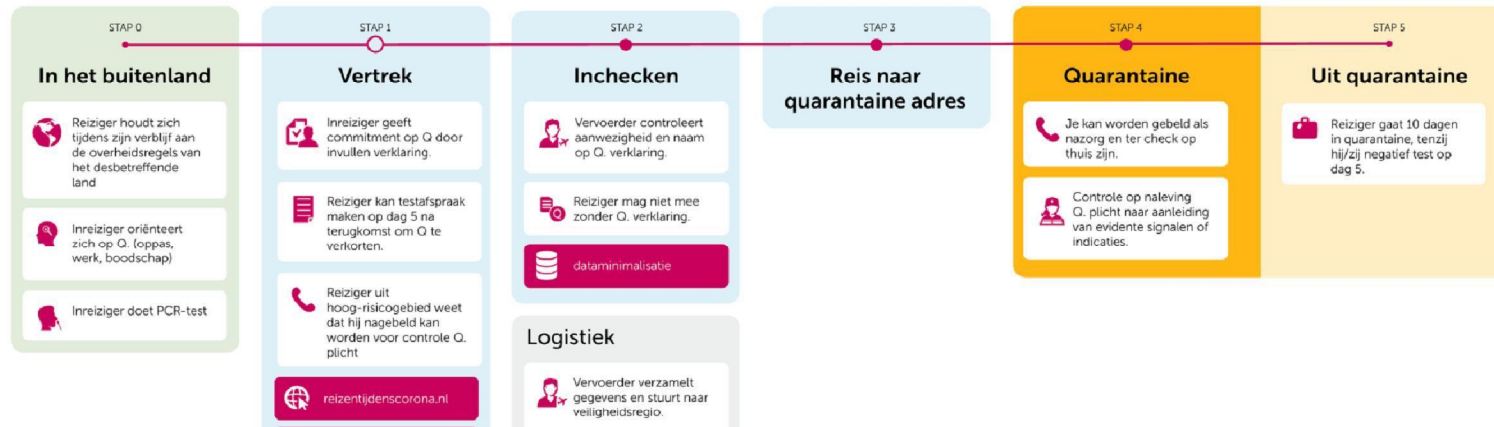 STAP 0
In het buitenland
Reiziger houdt zich
tijdens zijn verblijf aan
de overheidsregels van
het desbetreffende
land
Inreiziger oriënteert
zich op Q. (oppas,
werk, boodschap)
Inreiziger doet PCR-test
STAP 1
Vertrek
Inreiziger geeft
commitment op Q door
invullen verklaring.
Reiziger kan testafspraak
maken op dag 5 na
terugkomst om Q te
verkorten.
Reiziger uit
hoog-risicogebied weet
dat hij nagebeld kan
worden voor controle Q.
plicht
reizentijdenscorona.nl
STAP 2
Inchecken
Vervoerder controleert
aanwezigheid en naam
op Q. verklaring.
Reiziger mag niet mee
zonder Q. verklaring.
dataminimalisatie
Logistiek
Vervoerder verzamelt
gegevens en stuurt naar
veiligheidsregio.
STAP 3
Reis naar
quarantaine adres
STAP 4
Quarantaine
Je kan worden gebeld als
nazorg en ter check op
thuis zijn.
Controle op naleving
Q. plicht naar aanleiding
van evidente signalen of
indicaties.
STAP 5
Uit quarantaine
Reiziger gaat 10 dagen
in quarantaine, tenzij
hij/zij negatief test op
dag 5.